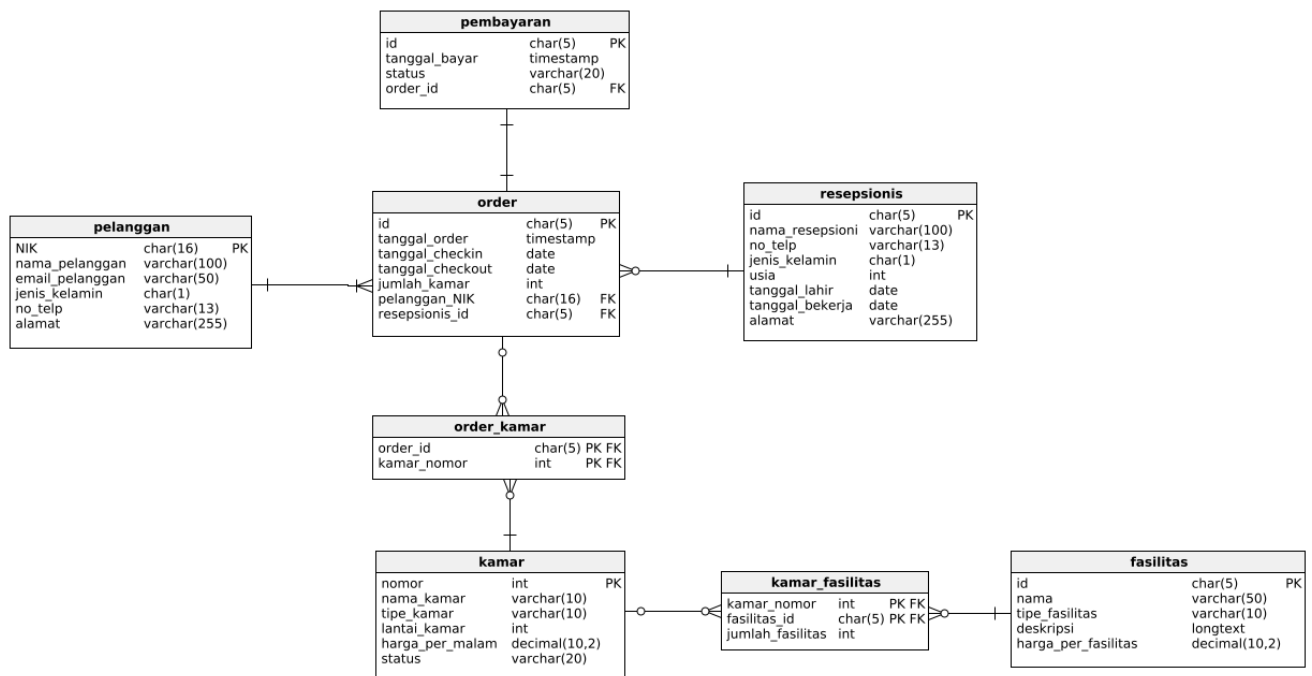 pembayaran
id char(5) PK
tanggal_bayar timestamp
status varchar(20)
order_id char(5) FK
order
id char(5) PK
tanggal_order timestamp
tanggal_checkin date
tanggal_checkout date
jumlah_kamar int
pelanggan_NIK char(16) FK
resepsionis_id char(5) FK
resepsionis
id char(5) PK
nama_resepsioni varchar(100)
no_telp varchar(13)
jenis_kelamin char(1)
usia int
tanggal_lahir date
tanggal_bekerja date
alamat varchar(255)
pelanggan
NIK char(16) PK
nama_pelanggan varchar(100)
email_pelanggan varchar(50)
jenis_kelamin char(1)
no_telp varchar(13)
alamat varchar(255)
order_kamar
order_id char(5) PK FK
kamar_nomor int PK FK
kamar
nomor int PK
nama_kamar varchar(10)
tipe_kamar varchar(10)
lantai_kamar int
harga_per_malam decimal(10,2)
status varchar(20)
kamar_fasilitas
kamar_nomor int PK FK
fasilitas_id char(5) PK FK
jumlah_fasilitas int
fasilitas
id char(5) PK
nama varchar(50)
tipe_fasilitas varchar(10)
deskripsi longtext
harga_per_fasilitas decimal(10,2)